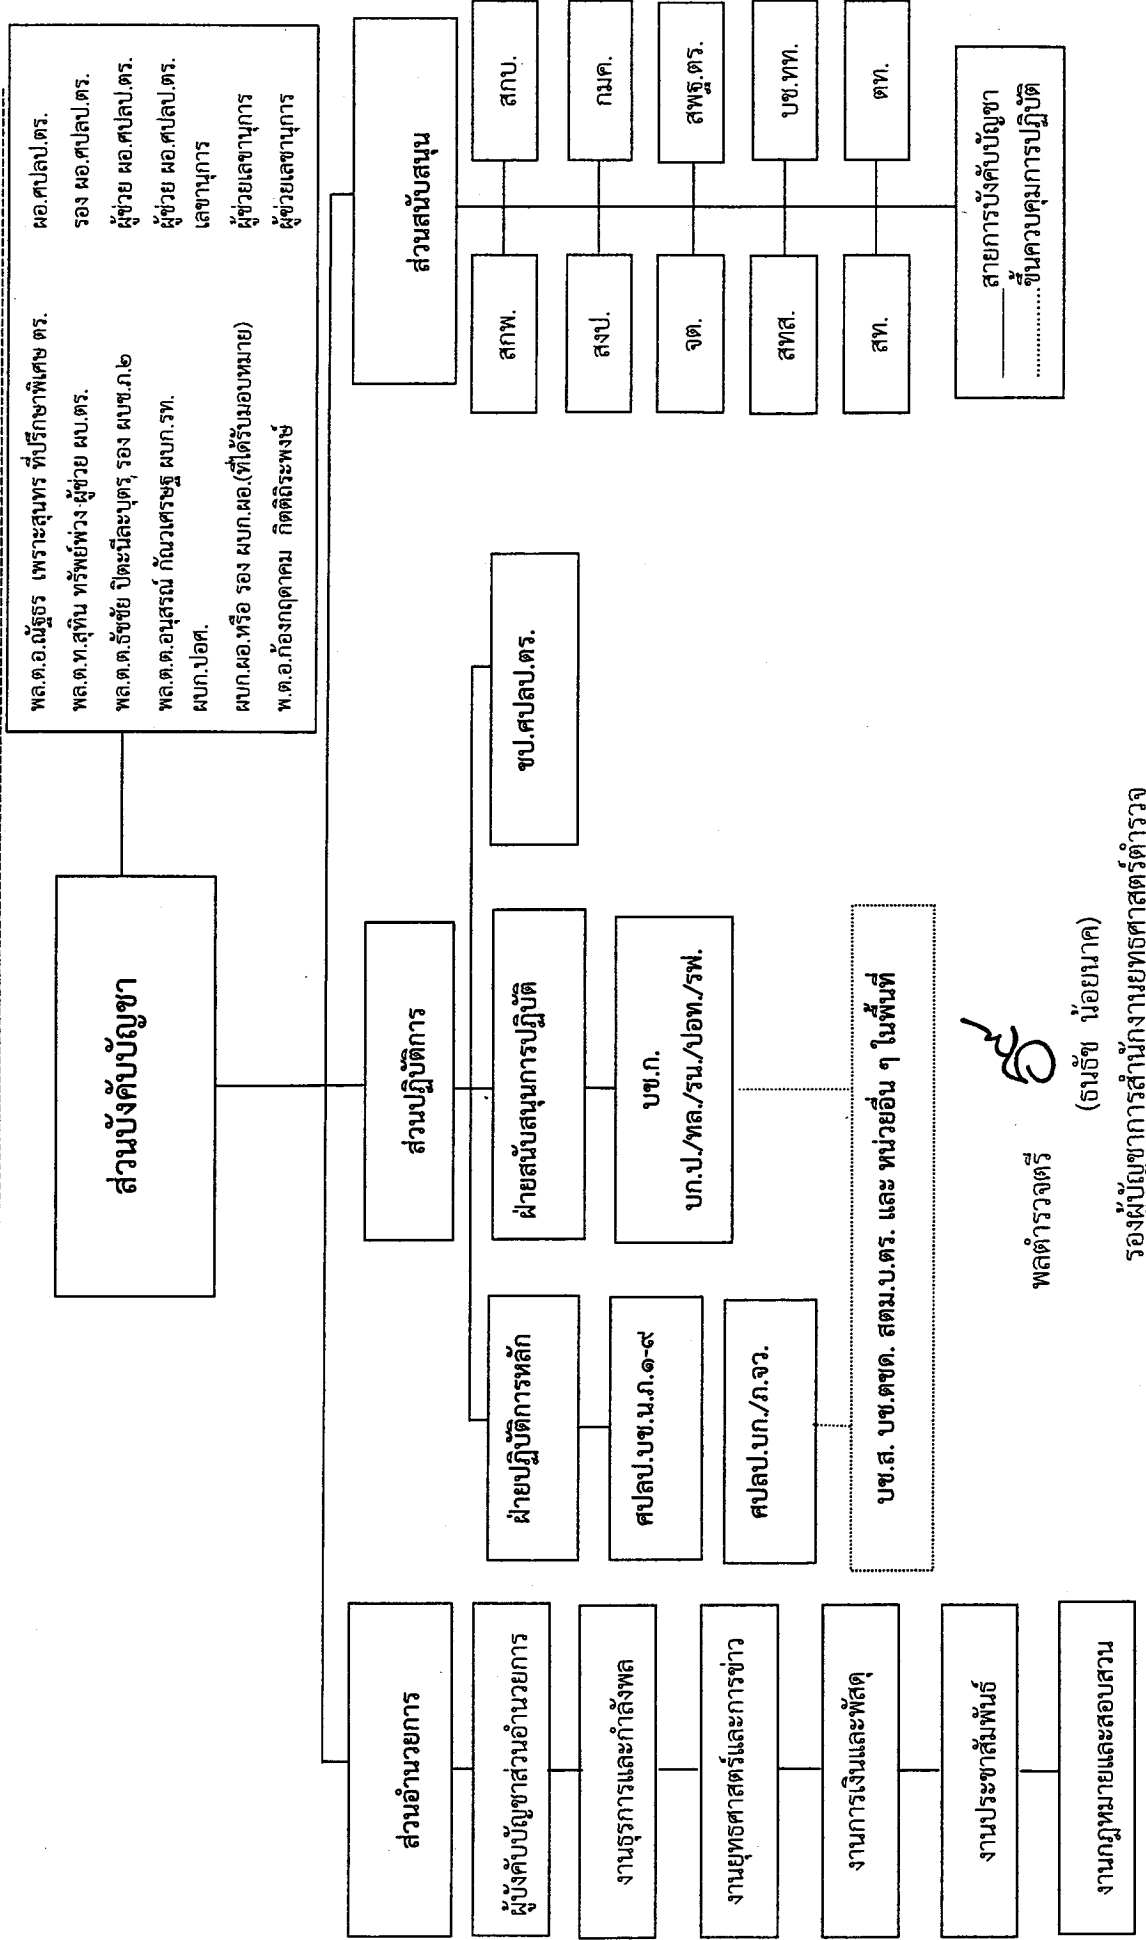 พล.ต.อ.ณัฐธร เพราะสุนทร ที่ปรึกษาพิเศษ ตร. ผอ.ศปลป.ตร.
พล.ต.ท.สุทิน ทรัพย์พ่วง ผู้ช่วย ผบ.ตร. รอง ผอ.ศปลป.ตร.
พล.ต.ต.ธัชชัย ปิตะนีละบุตร, รอง ผบช.ภ.๒ ผู้ช่วย ผอ.ศปลป.ตร.
พล.ต.ต.อนุสรณ์ กัณวเศรษฐ ผบก.รท. ผู้ช่วย ผอ.ศปลป.ตร.
ผบก.ปอศ. เลขานุการ
ผบก.ผอ.หรือ รอง ผบก.ผอ.(ที่ได้รับมอบหมาย) ผู้ช่วยเลขานุการ
พ.ต.อ.ก้องกฤดาคม กิตติถิระพงษ์ ผู้ช่วยเลขานุการ
ส่วนบังคับบัญชา
ส่วนอำนวยการ
ผู้บังคับบัญชาส่วนอำนวยการ
งานธุรการและกำลังพล
งานยุทธศาสตร์และการข่าว
งานการเงินและพัสดุ
งานประชาสัมพันธ์
งานกฎหมายและสอบสวน
ส่วนปฏิบัติการ
ฝ่ายปฏิบัติการหลัก
ศปลป.บช.น.ภ.๑-๙
ศปลป.บก./ภ.จว.
ฝ่ายสนับสนุนการปฏิบัติ
บช.ก.
บก.ป./ทล./รน./ปอท./รฟ.
ชป.ศปลป.ตร.
บช.ส. บช.ตชด. สตม.บ.ตร. และ หน่วยอื่น ๆ ในพื้นที่
ส่วนสนับสนุน
สกพ. สกบ.
สงป. กมค.
จต. สพฐ.ตร.
สทส. บช.ทท.
สท. ตท.
สายการบังคับบัญชา
ขึ้นควบคุมการปฏิบัติ
พลตำรวจตรี
(ธนธัช น้อยนาค)
รองผู้บัญชาการสำนักงานยุทธศาสตร์ตำรวจ